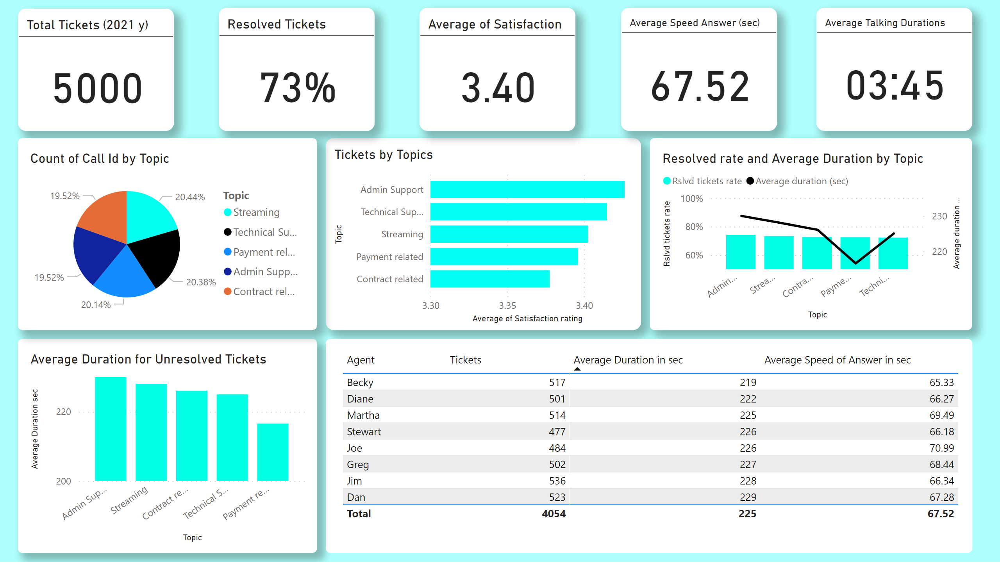 Total Tickets (2021 y)
5000
Resolved Tickets
73%
Average of Satisfaction
3.40
Average Speed Answer (sec)
67.52
Average Talking Durations
03:45
Count of Call Id by Topic
19.52%
20.44%
19.52%
20.38%
20.14%
Topic
Streaming
Technical Su...
Payment rel...
Admin Supp...
Contract rel...
Tickets by Topics
Topic
Admin Support
Technical Sup...
Streaming
Payment related
Contract related
3.30 3.35 3.40
Average of Satisfaction rating
Resolved rate and Average Duration by Topic
Rslvd tickets rate Average duration (sec)
Rslvd tickets rate
100%
80%
60%
230
220
Average duration ...
Admin... Strea... Contra... Payme... Techni...
Topic
Average Duration for Unresolved Tickets
Average Duration sec
220
200
Admin Sup... Streaming Contract re... Technical S... Payment re...
Topic
Agent Tickets Average Duration in sec Average Speed of Answer in sec
Becky 517 219 65.33
Diane 501 222 66.27
Martha 514 225 69.49
Stewart 477 226 66.18
Joe 484 226 70.99
Greg 502 227 68.44
Jim 536 228 66.34
Dan 523 229 67.28
Total 4054 225 67.52